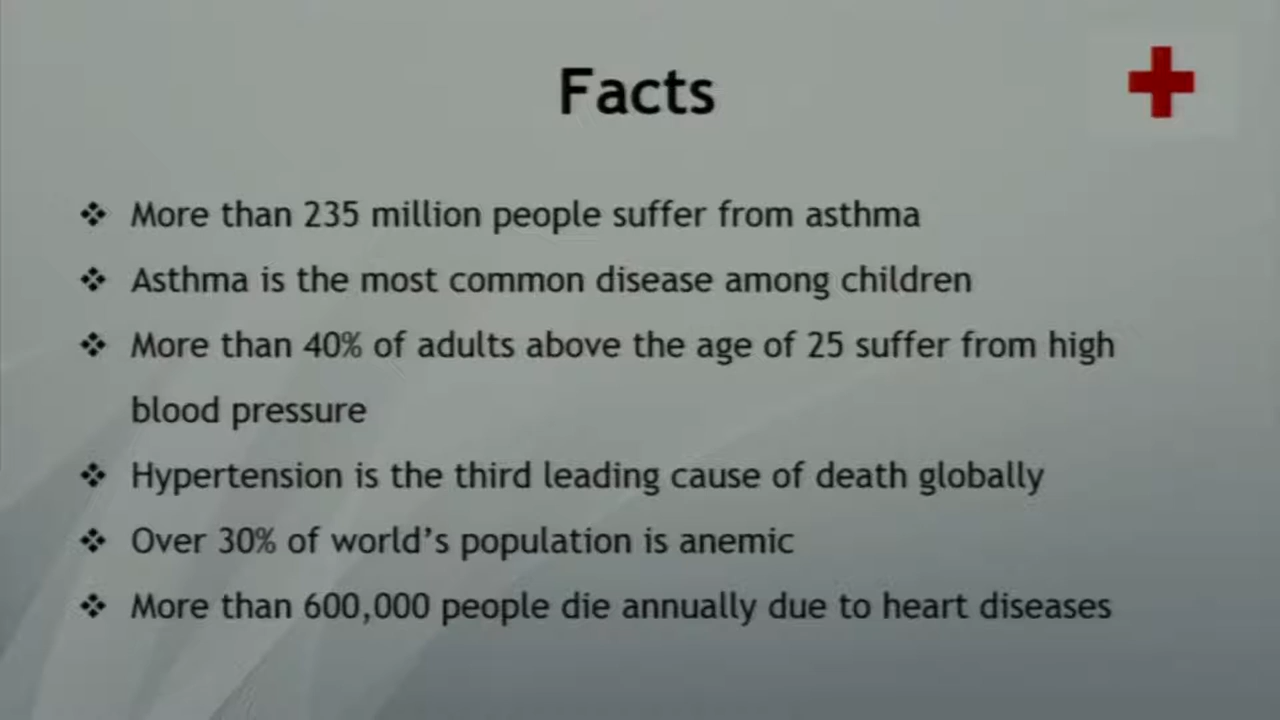 Facts
❖ More than 235 million people suffer from asthma
❖ Asthma is the most common disease among children
❖ More than 40% of adults above the age of 25 suffer from high
blood pressure
❖ Hypertension is the third leading cause of death globally
❖ Over 30% of world’s population is anemic
❖ More than 600,000 people die annually due to heart diseases